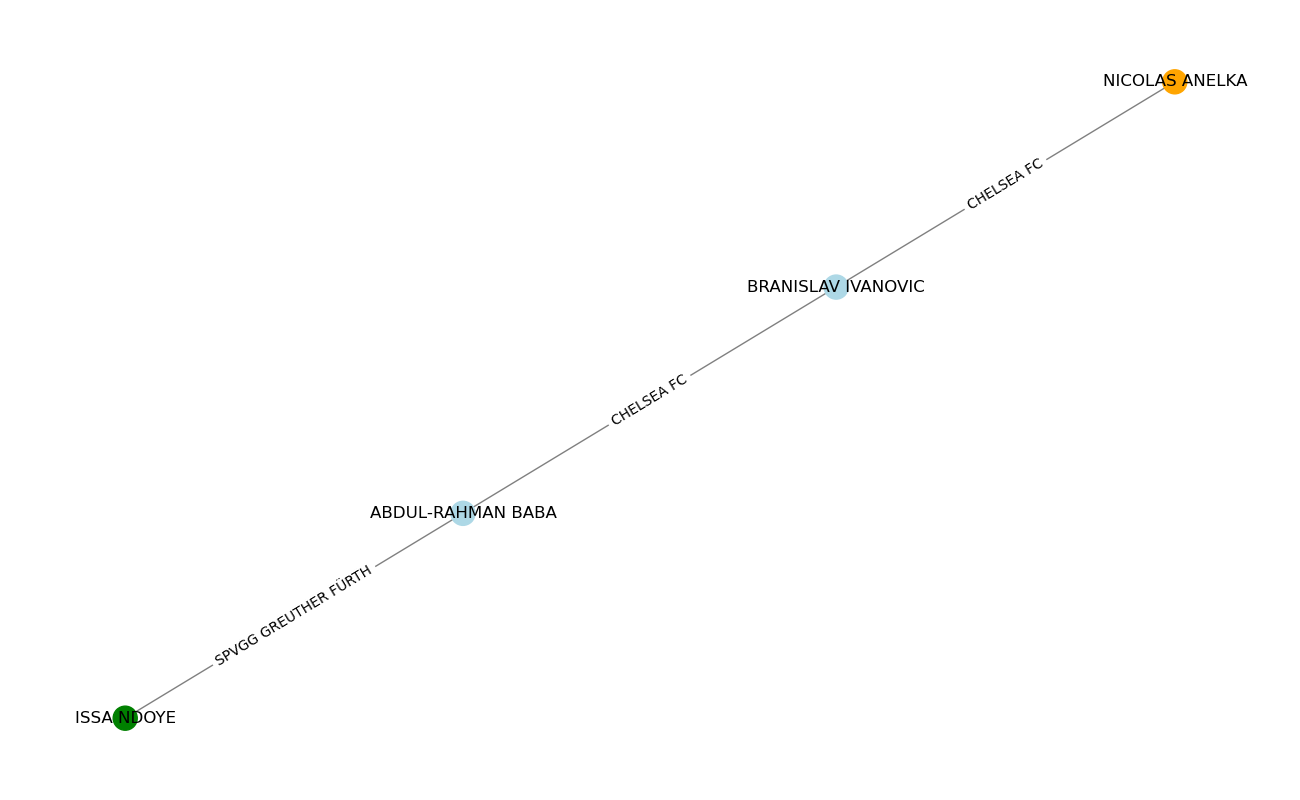 NICOLAS ANELKA
CHELSEA FC
BRANISLAV IVANOVIC
CHELSEA FC
ABDUL-RAHMAN BABA
SPVGG GREUTHER FÜRTH
ISSA NDOYE